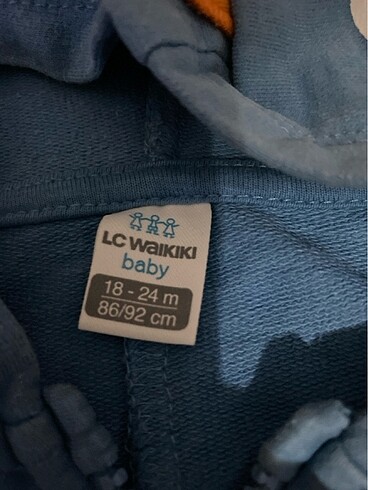 LC WAIKIKI
baby
18 - 24 m
86/92 cm